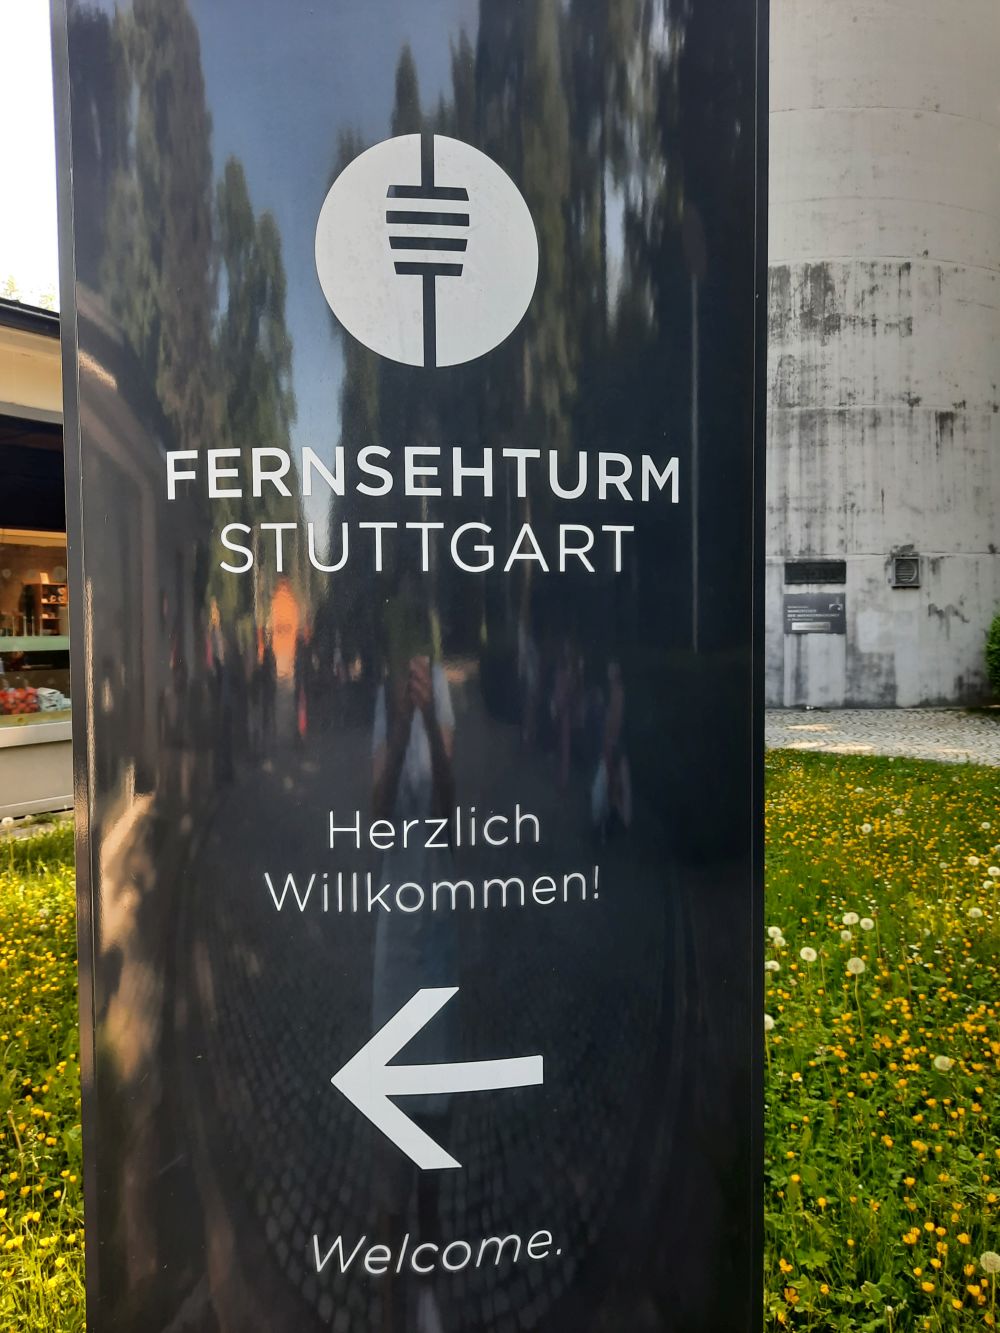 FERNSEHTURM
STUTTGART
Herzlich
Willkommen!
Welcome.